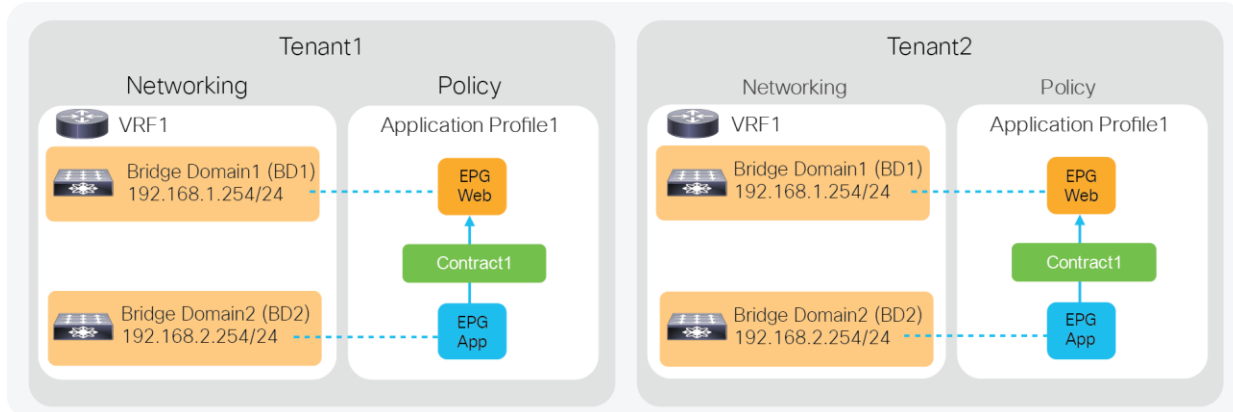 Tenant1
Networking
Policy
VRF1
Application Profile1
Bridge Domain1 (BD1)
192.168.1.254/24
EPG
Web
Contract1
Bridge Domain2 (BD2)
192.168.2.254/24
EPG
App
Tenant2
Networking
Policy
VRF1
Application Profile1
Bridge Domain1 (BD1)
192.168.1.254/24
EPG
Web
Contract1
Bridge Domain2 (BD2)
192.168.2.254/24
EPG
App